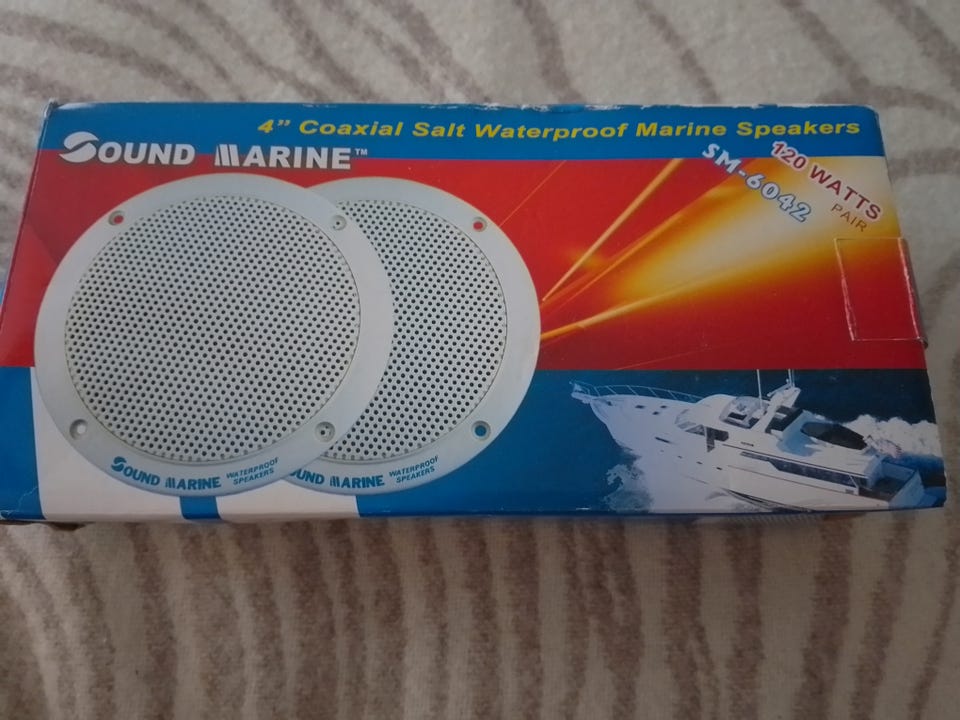 4” Coaxial Salt Waterproof Marine Speakers
SOUND MARINE™
SM-6042
120 WATTS
PAIR
SOUND MARINE WATERPROOF
SPEAKERS
OUND MARINE WATERPROOF
SPEAKERS